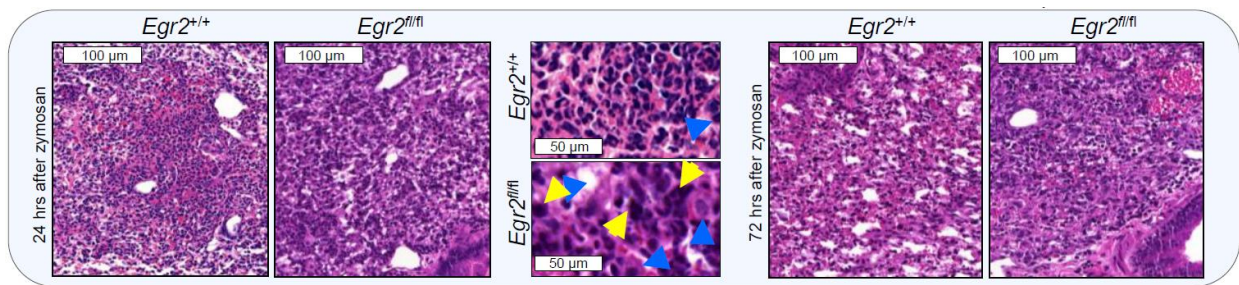 24 hrs after zymosan
Egr2+/+
100 µm
Egr2fl/fl
100 µm
Egr2+/+
50 µm
Egr2fl/fl
50 µm
72 hrs after zymosan
Egr2+/+
100 µm
Egr2fl/fl
100 µm